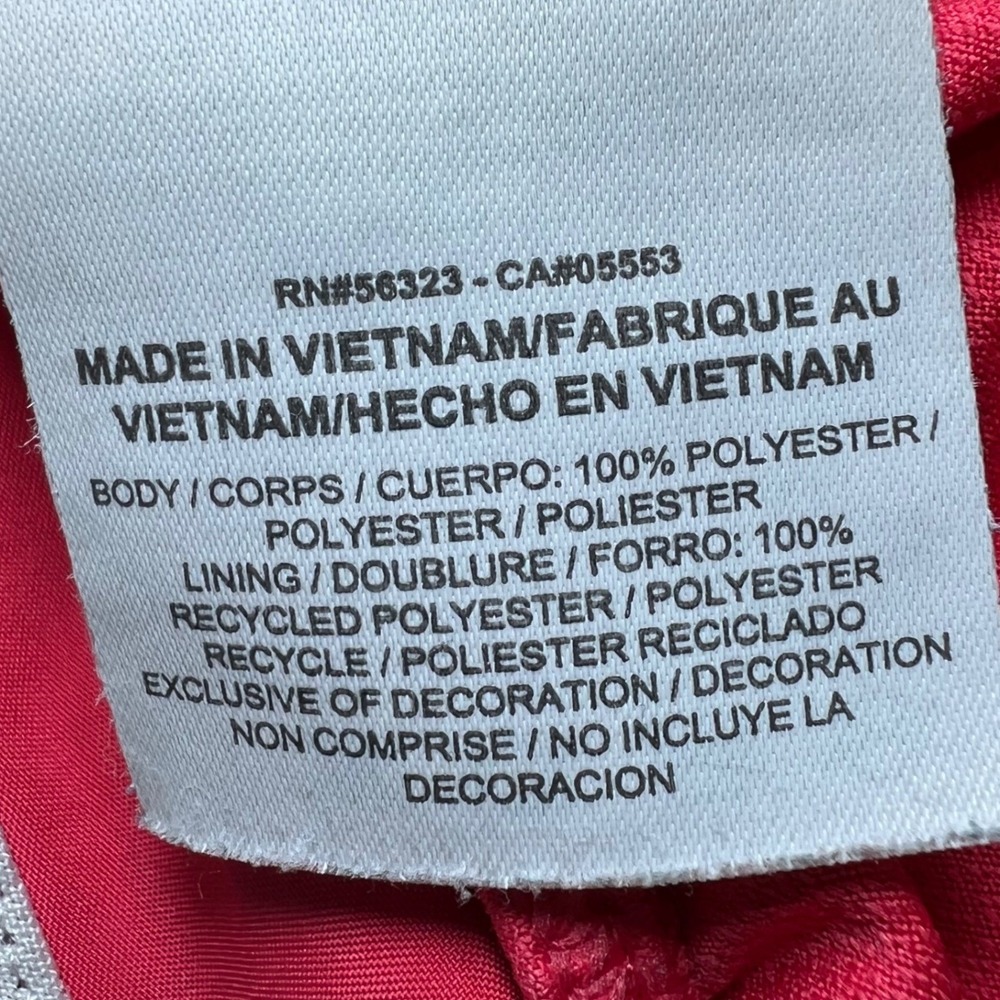 RN#56323 - CA#05553
MADE IN VIETNAM/FABRIQUE AU
VIETNAM/HECHO EN VIETNAM
BODY / CORPS / CUERPO: 100% POLYESTER /
POLYESTER / POLIESTER
LINING / DOUBLURE / FORRO: 100%
RECYCLED POLYESTER / POLYESTER
RECYCLE / POLIESTER RECICLADO
EXCLUSIVE OF DECORATION / DECORATION
NON COMPRISE / NO INCLUYE LA
DECORACION